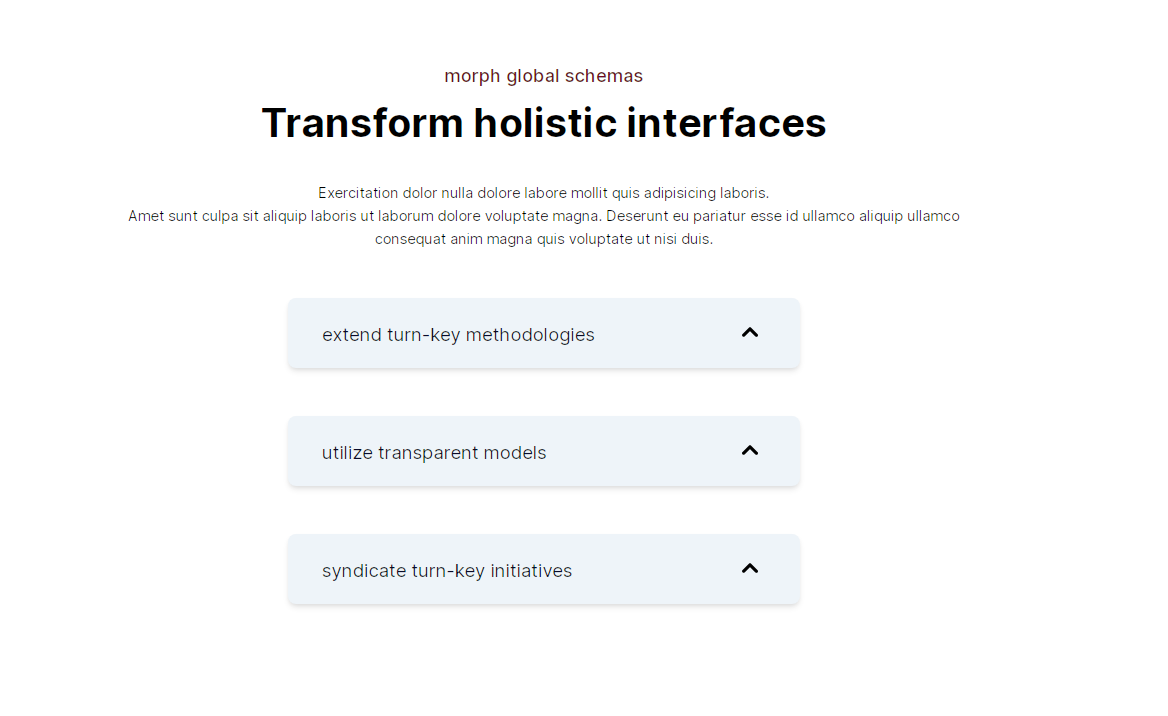 morph global schemas
Transform holistic interfaces
Exercitation dolor nulla dolore labore mollit quis adipisicing laboris.
Amet sunt culpa sit aliquip laboris ut laborum dolore voluptate magna. Deserunt eu pariatur esse id ullamco aliquip ullamco
consequat anim magna quis voluptate ut nisi duis.
extend turn-key methodologies
utilize transparent models
syndicate turn-key initiatives